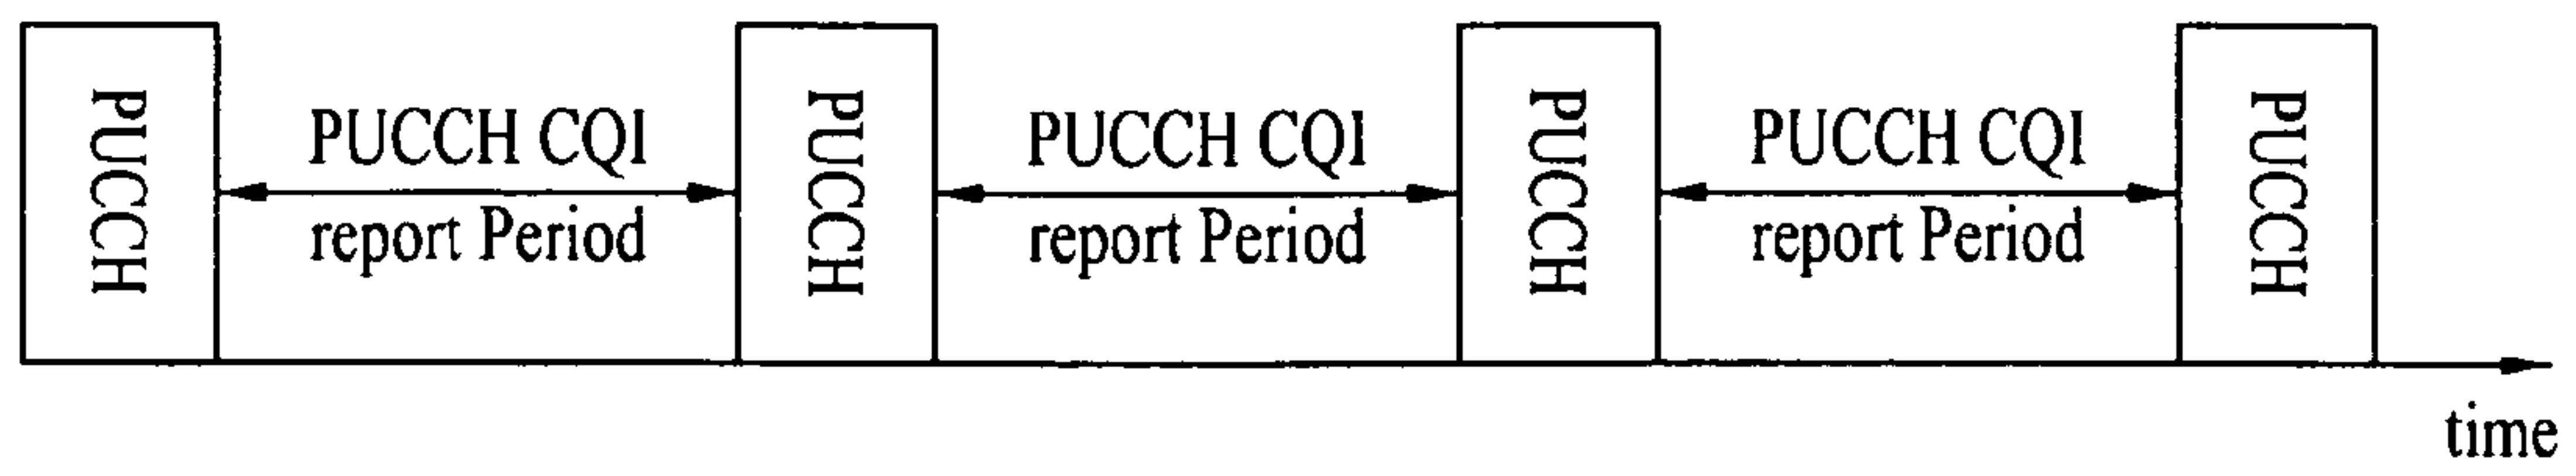 PUCCH
PUCCH CQI
report Period
PUCCH
PUCCH CQI
report Period
PUCCH
PUCCH CQI
report Period
PUCCH
time